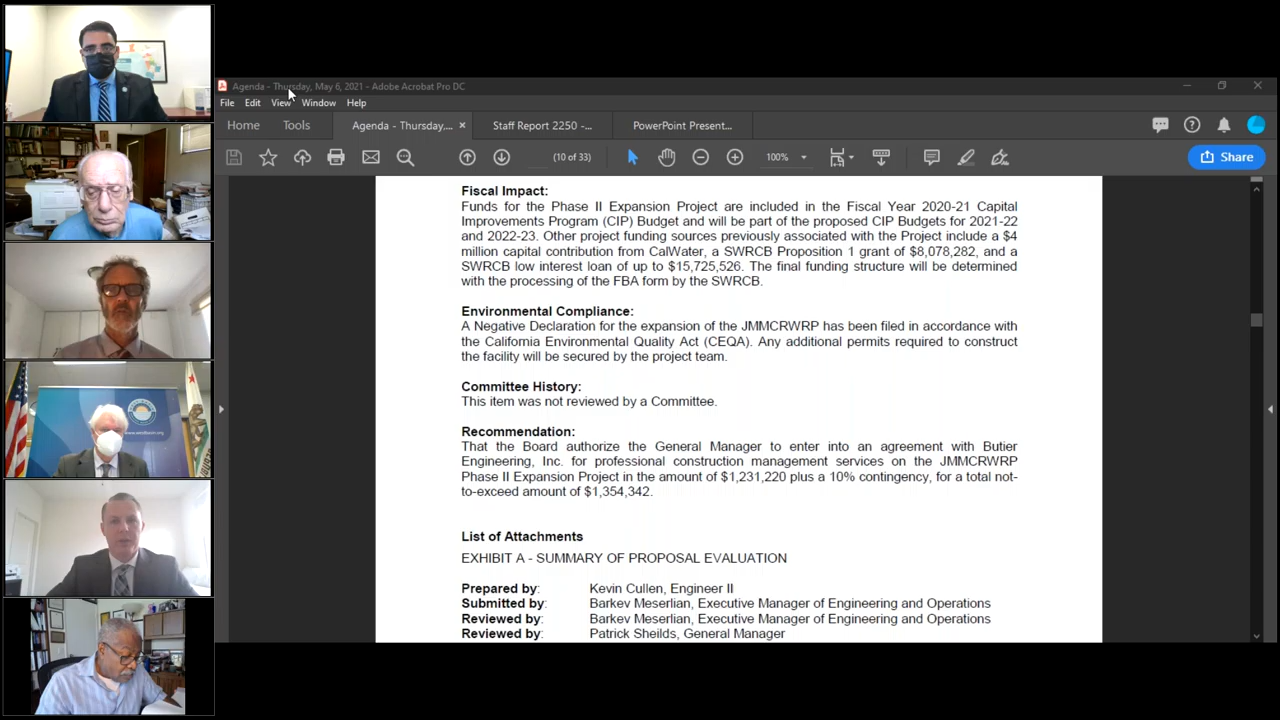 Agenda - Thursday, May 6, 2021 - Adobe Acrobat Pro DC
File Edit View Window Help
Home Tools Agenda - Thursday,... × Staff Report 2250 -... PowerPoint Present...
(10 of 33) 100% Share
Fiscal Impact:
Funds for the Phase II Expansion Project are included in the Fiscal Year 2020-21 Capital
Improvements Program (CIP) Budget and will be part of the proposed CIP Budgets for 2021-22
and 2022-23. Other project funding sources previously associated with the Project include a $4
million capital contribution from CalWater, a SWRCB Proposition 1 grant of $8,078,282, and a
SWRCB low interest loan of up to $15,725,526. The final funding structure will be determined
with the processing of the FBA form by the SWRCB.
Environmental Compliance:
A Negative Declaration for the expansion of the JMMCRWRP has been filed in accordance with
the California Environmental Quality Act (CEQA). Any additional permits required to construct
the facility will be secured by the project team.
Committee History:
This item was not reviewed by a Committee.
Recommendation:
That the Board authorize the General Manager to enter into an agreement with Butier
Engineering, Inc. for professional construction management services on the JMMCRWRP
Phase II Expansion Project in the amount of $1,231,220 plus a 10% contingency, for a total not-
to-exceed amount of $1,354,342.
List of Attachments
EXHIBIT A - SUMMARY OF PROPOSAL EVALUATION
Prepared by: Kevin Cullen, Engineer II
Submitted by: Barkev Meserlian, Executive Manager of Engineering and Operations
Reviewed by: Barkev Meserlian, Executive Manager of Engineering and Operations
Reviewed by: Patrick Sheilds, General Manager